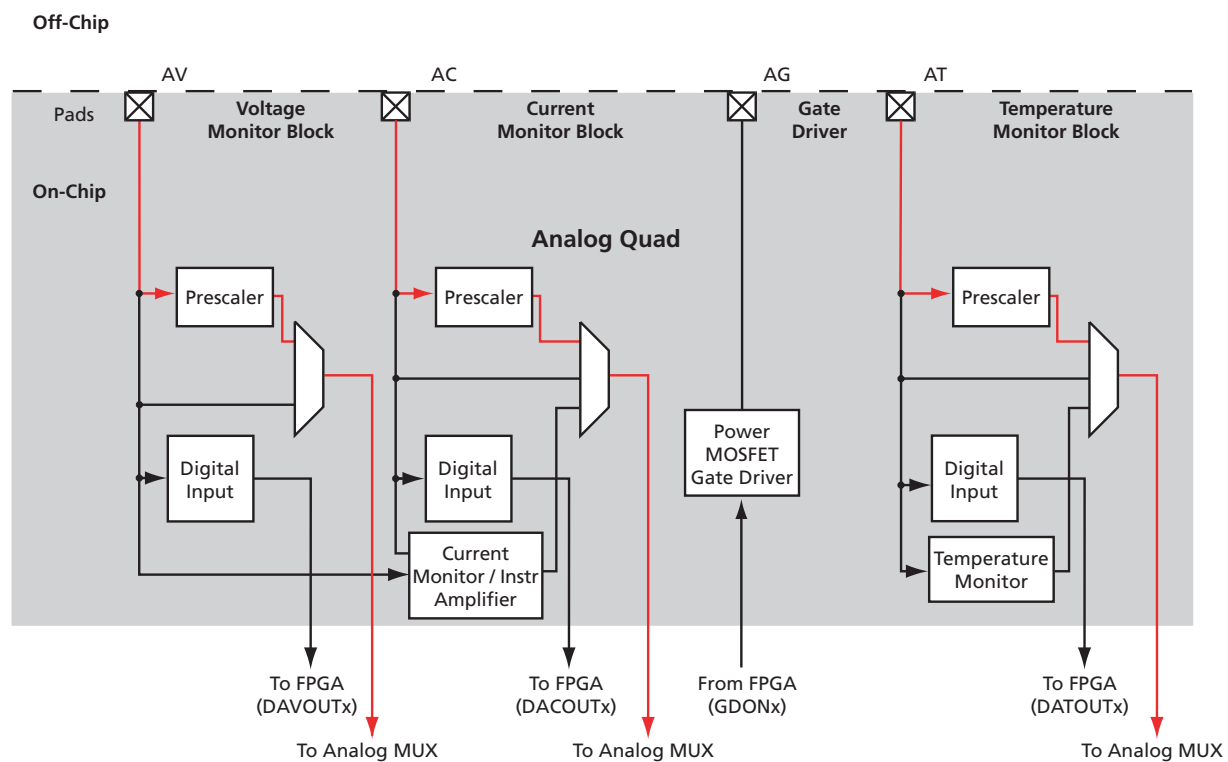 Off-Chip
AV
AC
AG
AT
Pads
Voltage
Monitor Block
Current
Monitor Block
Gate
Driver
Temperature
Monitor Block
On-Chip
Analog Quad
Prescaler
Prescaler
Prescaler
Digital
Input
Digital
Input
Power
MOSFET
Gate Driver
Digital
Input
Current
Monitor / Instr
Amplifier
Temperature
Monitor
To FPGA
(DAVOUTx)
To FPGA
(DACOUTx)
From FPGA
(GDONx)
To FPGA
(DATOUTx)
To Analog MUX
To Analog MUX
To Analog MUX